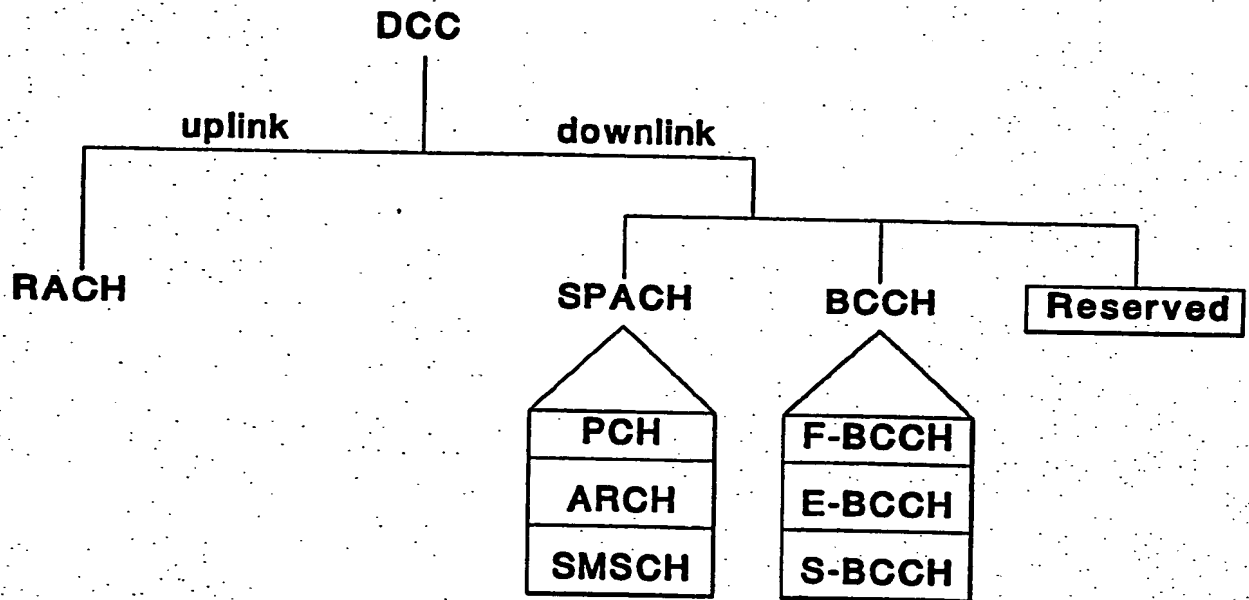 DCC
uplink
downlink
RACH
SPACH
BCCH
Reserved
PCH
ARCH
SMSCH
F-BCCH
E-BCCH
S-BCCH